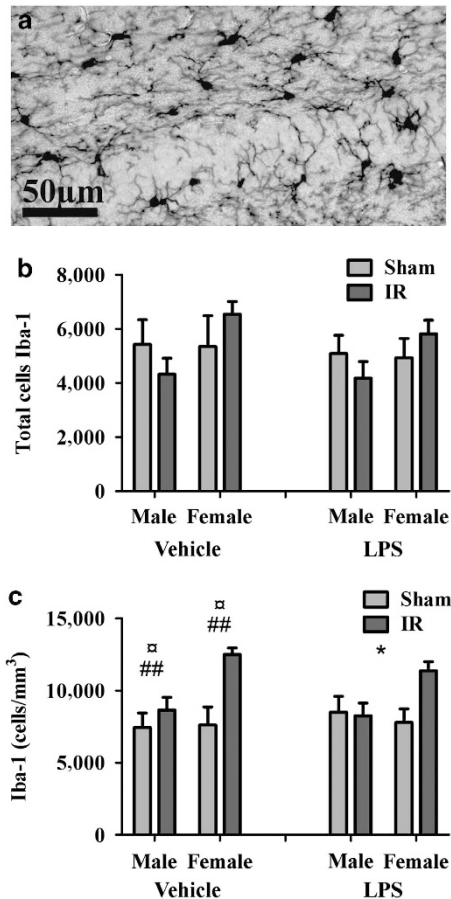 a
50µm
b
8,000
6,000
4,000
2,000
0
Total cells Iba-1
Sham
IR
Male Female Male Female
Vehicle LPS
c
15,000
10,000
5,000
0
Iba-1 (cells/mm³)
Sham
IR
¤ ##
¤ ##
*
Male Female Male Female
Vehicle LPS